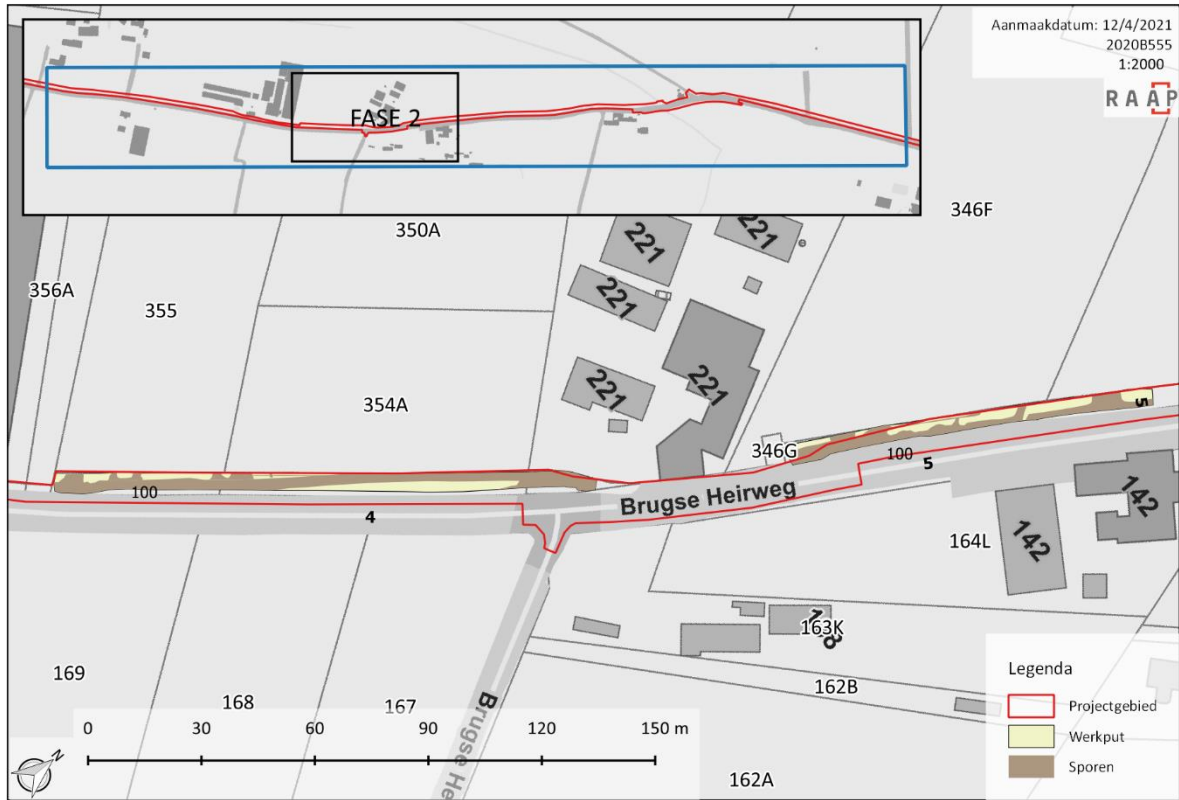 Aanmaakdatum: 12/4/2021
2020B555
1:2000
RAAP
FASE 2
350A
346F
221
221
356A
355
221
354A
221
221
346G
100
5
5
100
4
Brugse Heirweg
142
142
164L
163K
169
168
167
162B
162A
Brugse He
0 30 60 90 120 150 m
N
Legenda
Projectgebied
Werkput
Sporen